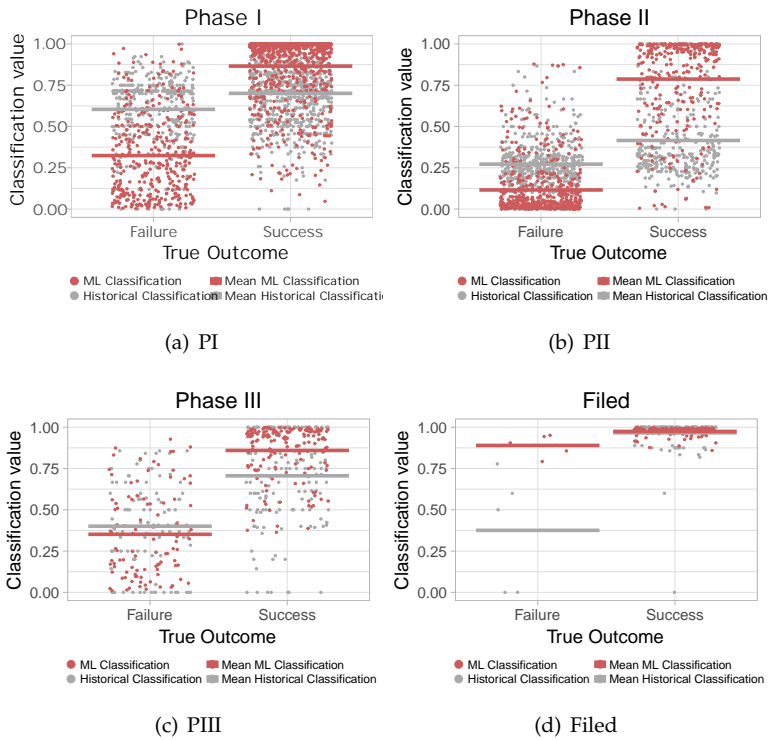 Phase I
Classification value
1.00
0.75
0.50
0.25
0.00
Failure
Success
True Outcome
ML Classification
Mean ML Classification
Historical Classification
Mean Historical Classificati
(a) PI
Phase II
Classification value
1.00
0.75
0.50
0.25
0.00
Failure
Success
True Outcome
ML Classification
Mean ML Classification
Historical Classification
Mean Historical Classification
(b) PII
Phase III
Classification value
1.00
0.75
0.50
0.25
0.00
Failure
Success
True Outcome
ML Classification
Mean ML Classification
Historical Classification
Mean Historical Classification
(c) PIII
Filed
Classification value
1.00
0.75
0.50
0.25
0.00
Failure
Success
True Outcome
ML Classification
Mean ML Classification
Historical Classification
Mean Historical Classification
(d) Filed